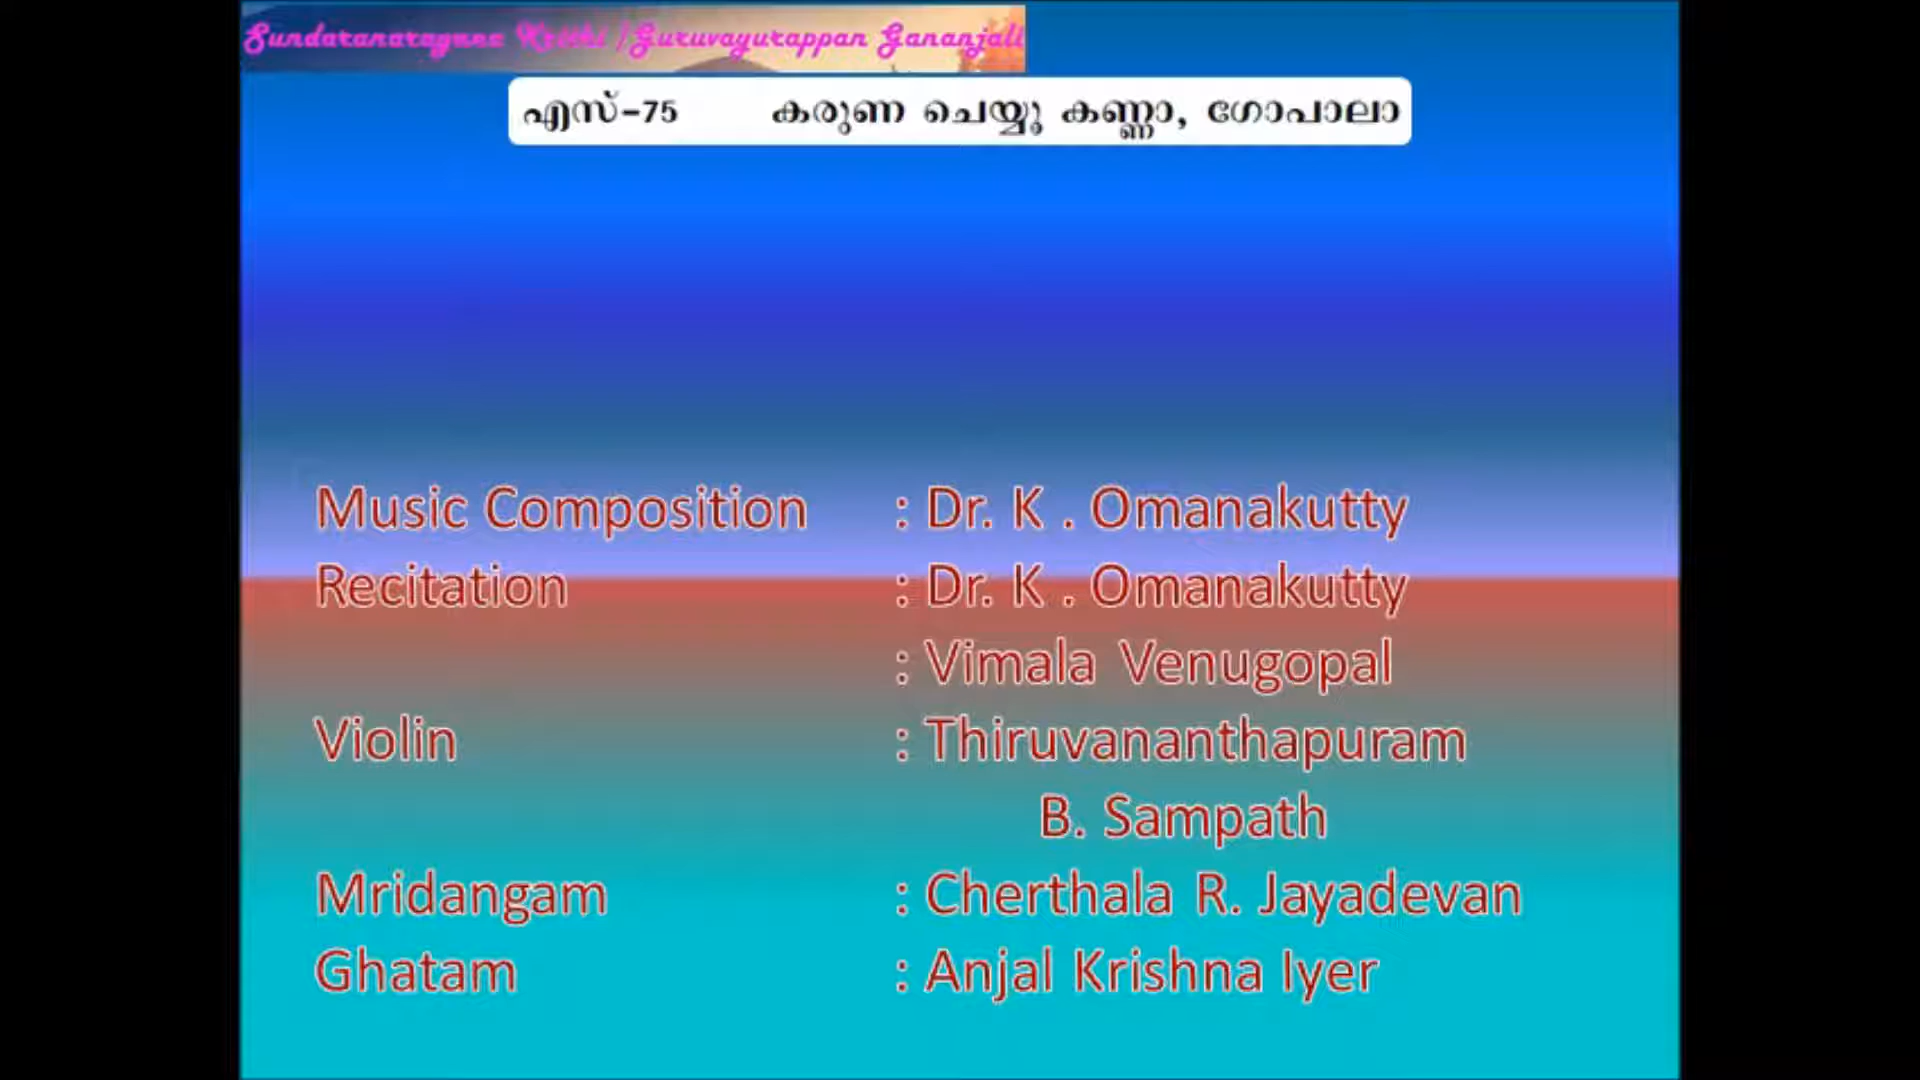 Sundaranarayana Krithi /Guruvayurappan Gananjali
എസ്-75 കരുണ ചെയ്യൂ കണ്ണാ, ഗോപാലാ
Music Composition : Dr. K . Omanakutty
Recitation : Dr. K . Omanakutty
: Vimala Venugopal
Violin : Thiruvananthapuram
B. Sampath
Mridangam : Cherthala R. Jayadevan
Ghatam : Anjal Krishna Iyer